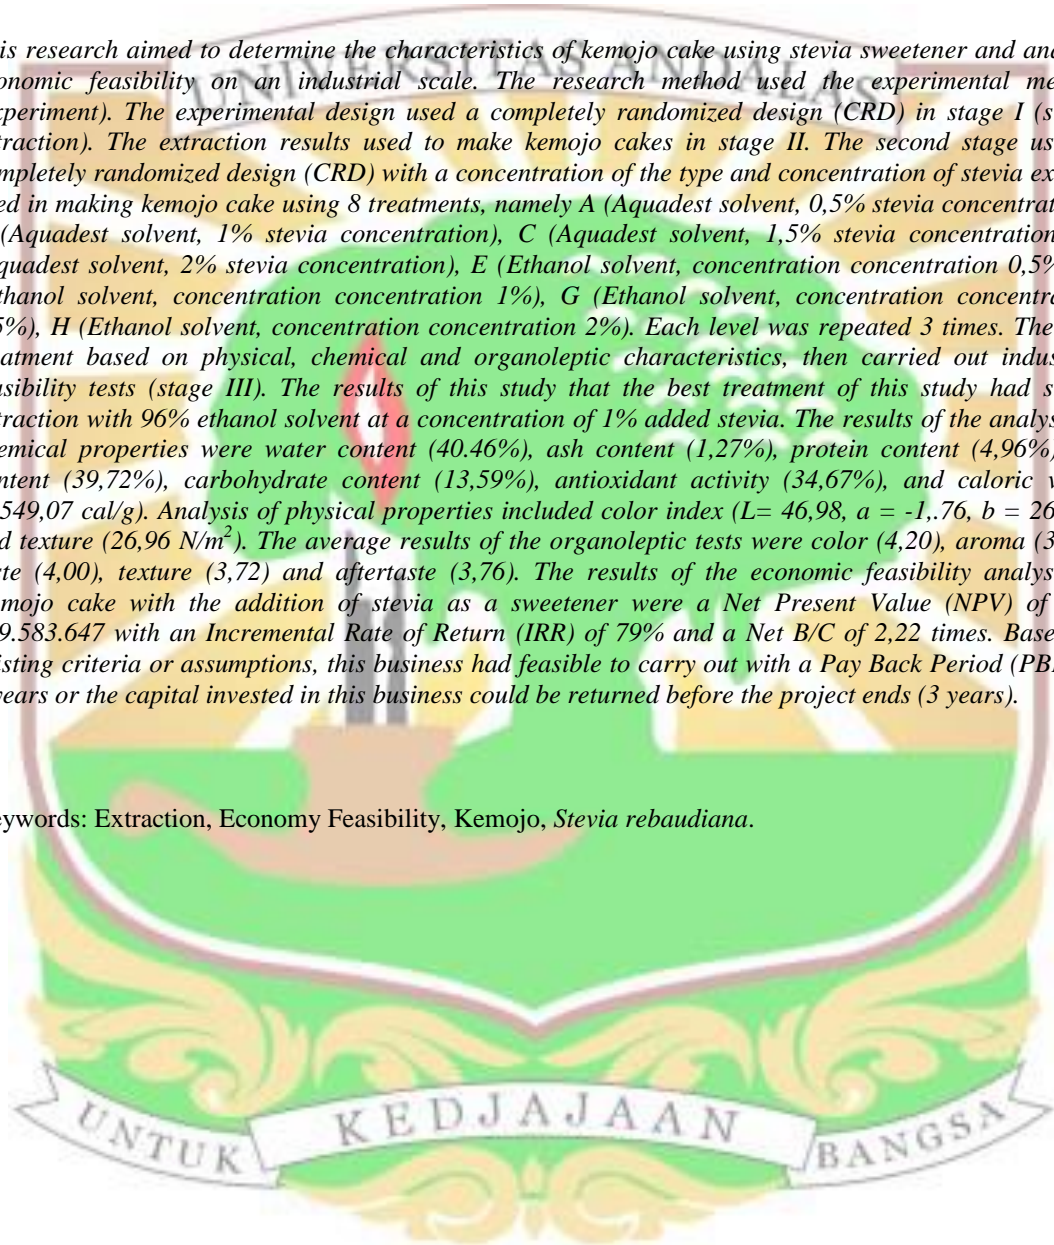 UNIVERSITAS ANDALAS
is research aimed to determine the characteristics of kemojo cake using stevia sweetener and ana
onomic feasibility on an industrial scale. The research method used the experimental me
periment). The experimental design used a completely randomized design (CRD) in stage I (s
traction). The extraction results used to make kemojo cakes in stage II. The second stage us
mpletely randomized design (CRD) with a concentration of the type and concentration of stevia ex
ed in making kemojo cake using 8 treatments, namely A (Aquadest solvent, 0,5% stevia concentrat
(Aquadest solvent, 1% stevia concentration), C (Aquadest solvent, 1,5% stevia concentration
quadest solvent, 2% stevia concentration), E (Ethanol solvent, concentration concentration 0,5%
thanol solvent, concentration concentration 1%), G (Ethanol solvent, concentration concentra
5%), H (Ethanol solvent, concentration concentration 2%). Each level was repeated 3 times. The
atment based on physical, chemical and organoleptic characteristics, then carried out indus
asibility tests (stage III). The results of this study that the best treatment of this study had s
traction with 96% ethanol solvent at a concentration of 1% added stevia. The results of the analys
emical properties were water content (40.46%), ash content (1,27%), protein content (4,96%)
ntent (39,72%), carbohydrate content (13,59%), antioxidant activity (34,67%), and caloric v
549,07 cal/g). Analysis of physical properties included color index (L= 46,98, a = -1,.76, b = 26
d texture (26,96 N/m²). The average results of the organoleptic tests were color (4,20), aroma (3
te (4,00), texture (3,72) and aftertaste (3,76). The results of the economic feasibility analys
mojo cake with the addition of stevia as a sweetener were a Net Present Value (NPV) of
9.583.647 with an Incremental Rate of Return (IRR) of 79% and a Net B/C of 2,22 times. Base
isting criteria or assumptions, this business had feasible to carry out with a Pay Back Period (PB
years or the capital invested in this business could be returned before the project ends (3 years).
eywords: Extraction, Economy Feasibility, Kemojo, Stevia rebaudiana.
UNTUK KEDJAJAAN BANGSA